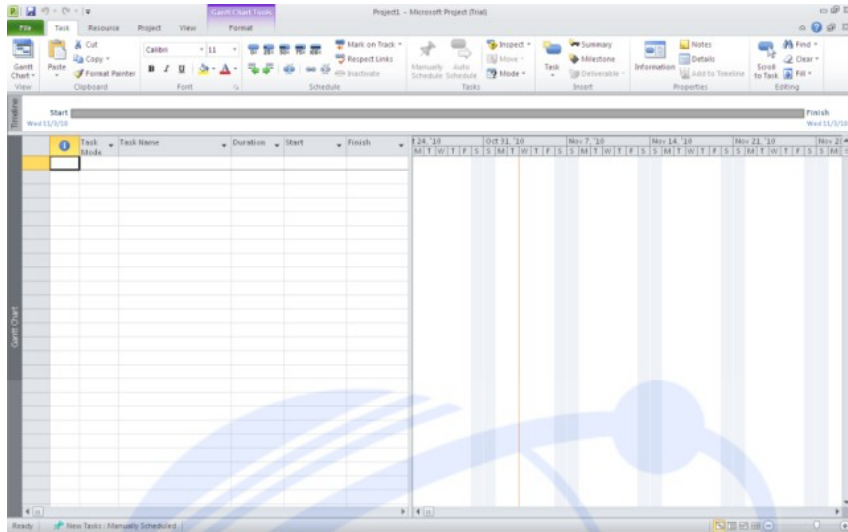 Gantt Chart Tools
Project1 - Microsoft Project (Trial)
File Task Resource Project View Format
Gantt Chart
View
Paste
Cut
Copy
Format Painter
Clipboard
Calibri 11
B I U
Font
Mark on Track
Respect Links
Inactivate
Schedule
Manually Schedule
Auto Schedule
Inspect
Move
Mode
Tasks
Task
Summary
Milestone
Deliverable
Insert
Information
Notes
Details
Add to Timeline
Properties
Scroll to Task
Find
Clear
Fill
Editing
Timeline
Start
Wed 11/3/10
Finish
Wed 11/3/10
Task Mode Task Name Duration Start Finish
t 24, '10 Oct 31, '10 Nov 7, '10 Nov 14, '10 Nov 21, '10 Nov 2
M T W T F S S M T W T F S S M T W T F S S M T W T F S S M T W T F S S M
Gantt Chart
Ready New Tasks : Manually Scheduled